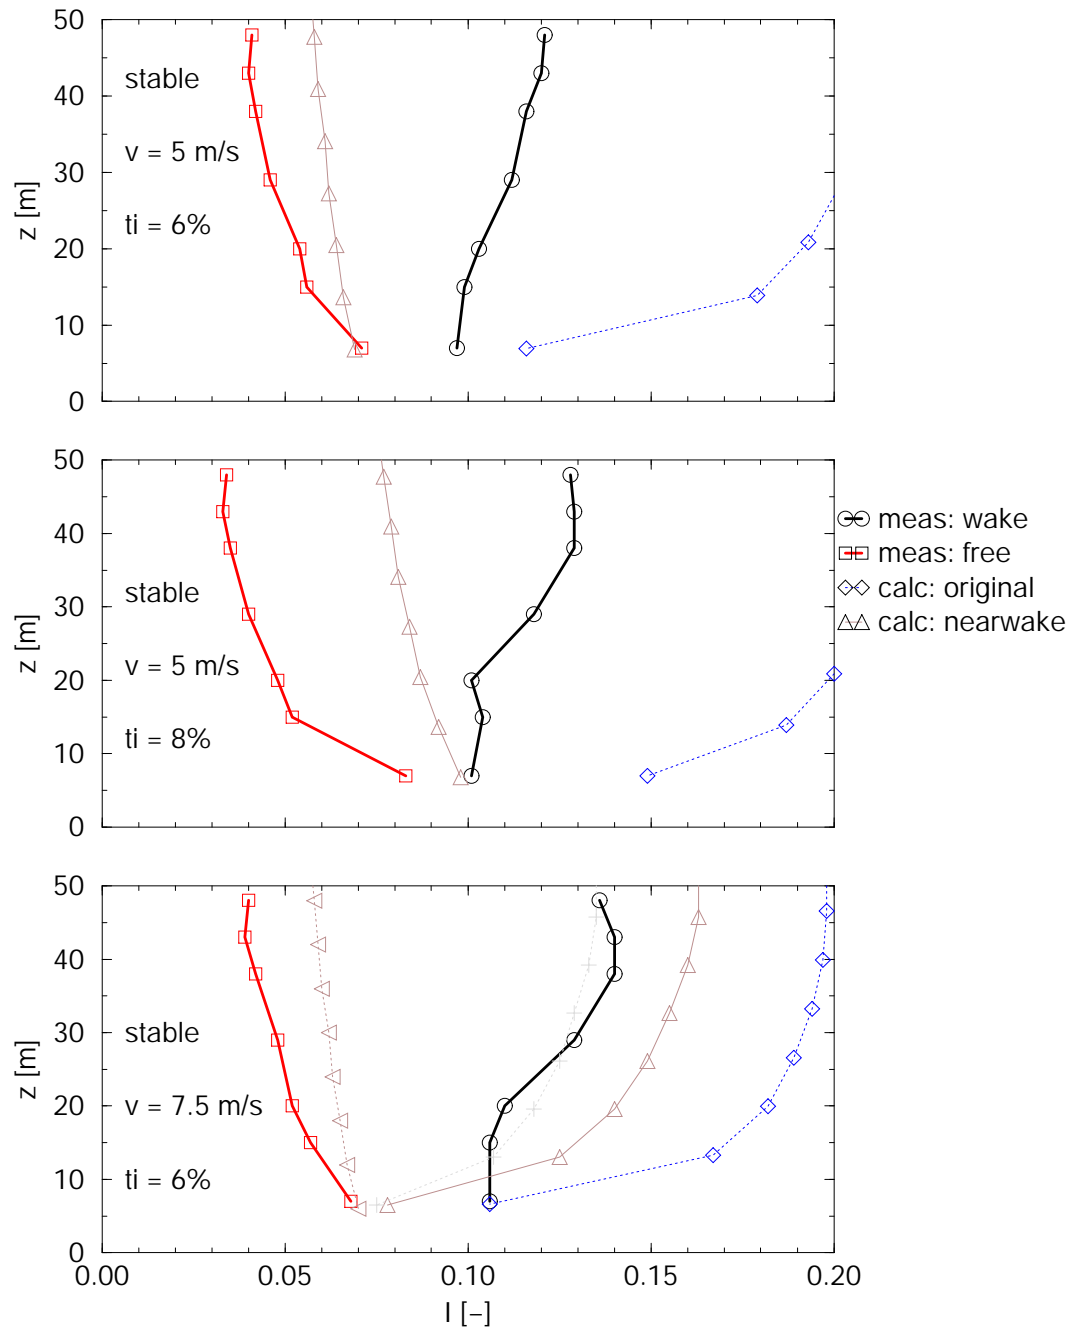 50
40
30
20
10
0
z [m]
stable
v = 5 m/s
ti = 6%
50
40
30
20
10
0
z [m]
stable
v = 5 m/s
ti = 8%
meas: wake
meas: free
calc: original
calc: nearwake
50
40
30
20
10
0
z [m]
stable
v = 7.5 m/s
ti = 6%
0.00 0.05 0.10 0.15 0.20
I [–]